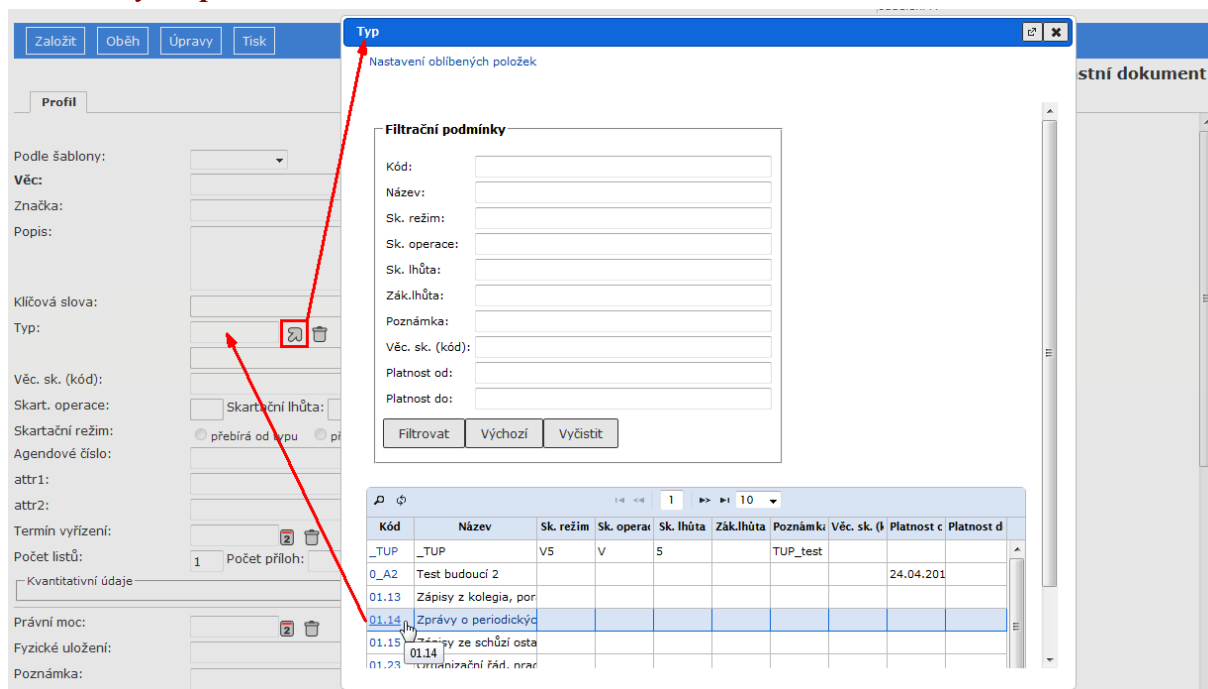 Založit Oběh Úpravy Tisk
Typ
Nastavení oblíbených položek
stní dokument
Profil
Filtrační podmínky
Podle šablony:
Kód:
Věc:
Název:
Značka:
Sk. režim:
Popis:
Sk. operace:
Sk. lhůta:
Klíčová slova:
Zák.lhůta:
Typ:
Poznámka:
Věc. sk. (kód):
Platnost od:
Věc. sk. (kód):
Platnost do:
Skart. operace: Skartační lhůta:
Skartační režim: přebírá od typu př
Filtrovat Výchozí Vyčistit
Agendové číslo:
attr1:
attr2:
1 10
Termín vyřízení:
Kód Název Sk. režim Sk. operac Sk. lhůta Zák.lhůta Poznámka Věc. sk. (k Platnost o Platnost d
Počet listů: 1 Počet příloh:
_TUP _TUP V5 V 5 TUP_test
Kvantitativní údaje
0_A2 Test budoucí 2 24.04.201
01.13 Zápisy z kolegia, por
Právní moc:
01.14 Zprávy o periodickýc
Fyzické uložení:
01.15 Zápisy ze schůzí osta
01.14
01.23 Organizační řád, prac
Poznámka: